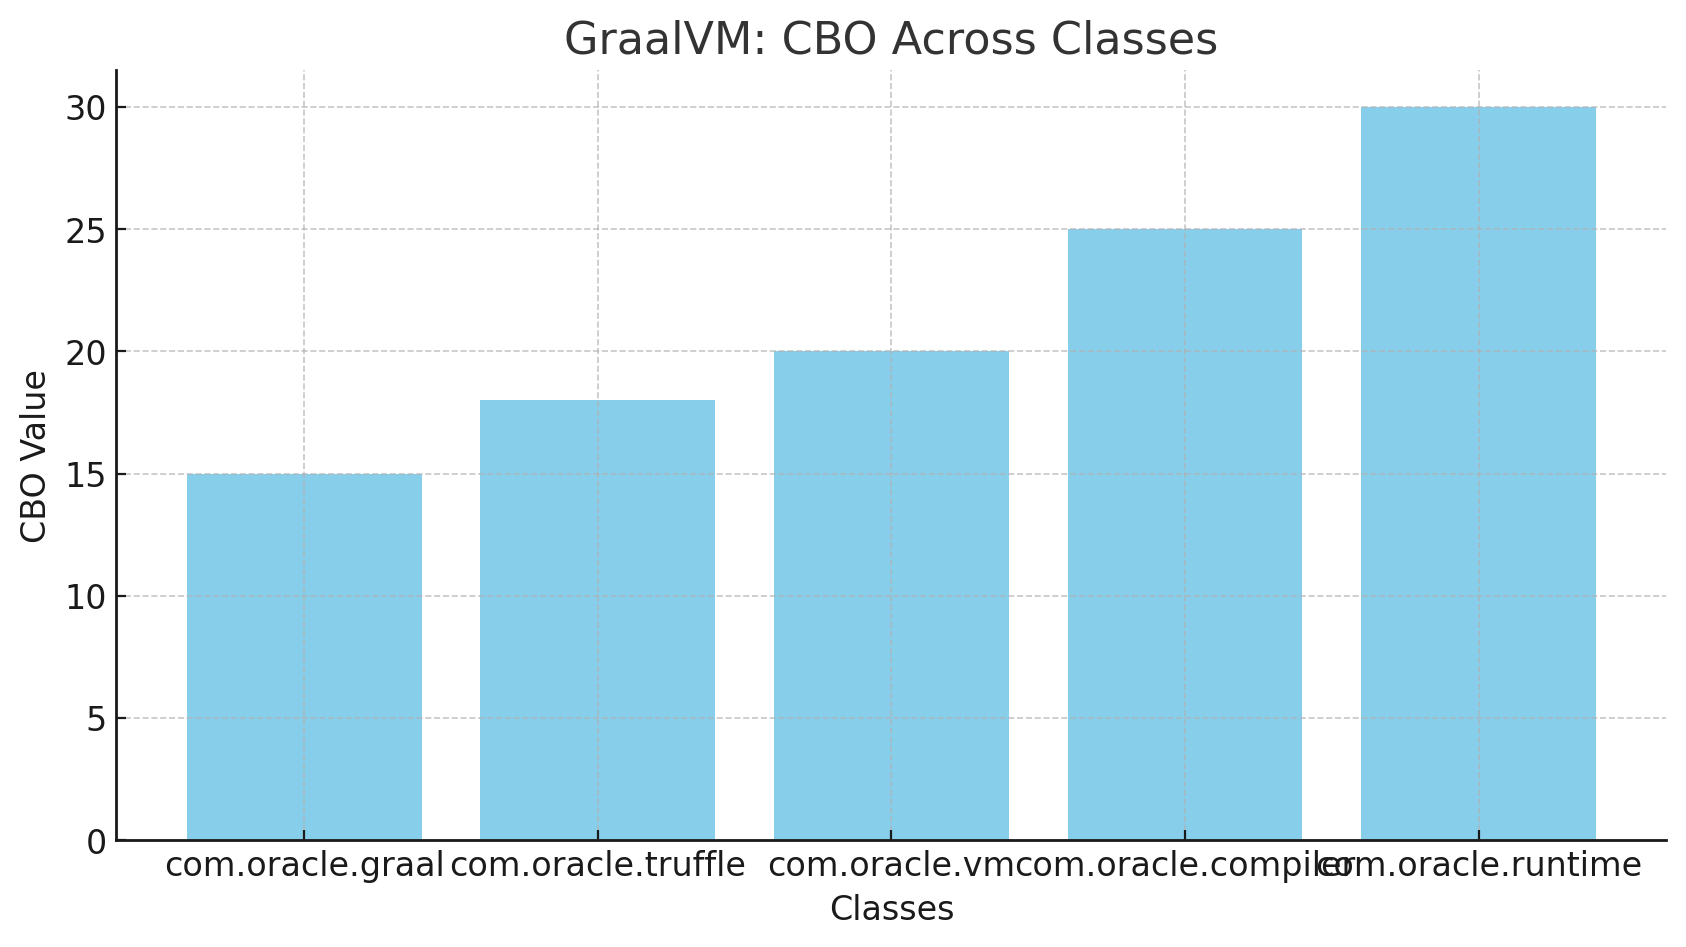 GraalVM: CBO Across Classes
CBO Value
30
25
20
15
10
5
0
com.oracle.graal com.oracle.truffle com.oracle.vm com.oracle.compiler com.oracle.runtime
Classes